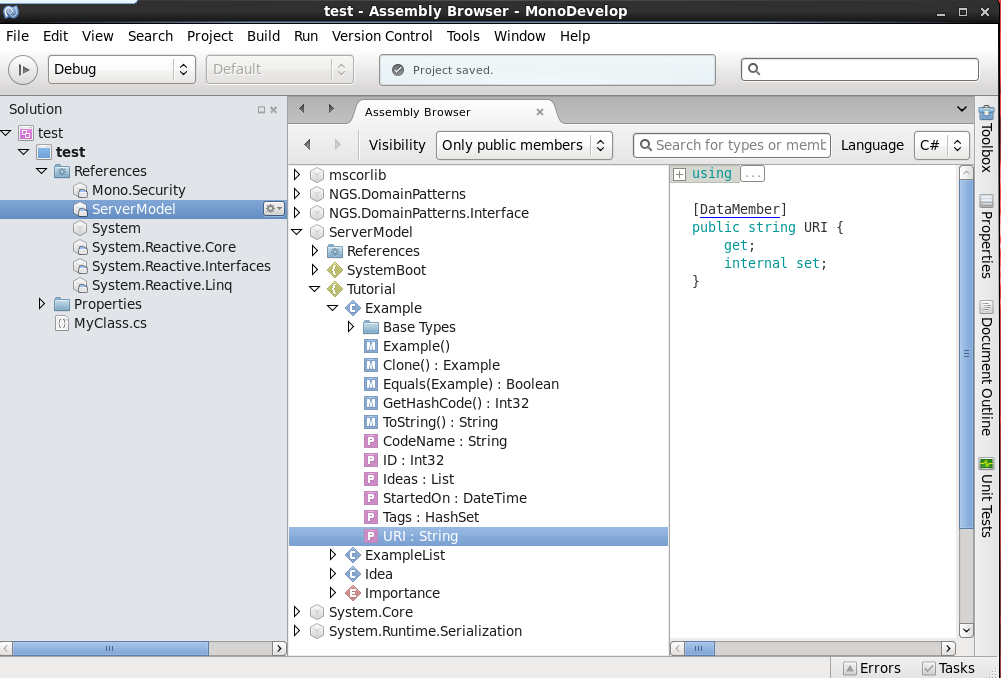 test - Assembly Browser - MonoDevelop
File Edit View Search Project Build Run Version Control Tools Window Help
Debug Default Project saved.
Solution
test
test
References
Mono.Security
ServerModel
System
System.Reactive.Core
System.Reactive.Interfaces
System.Reactive.Linq
Properties
MyClass.cs
Assembly Browser
Visibility Only public members Search for types or memb Language C#
mscorlib
NGS.DomainPatterns
NGS.DomainPatterns.Interface
ServerModel
References
SystemBoot
Tutorial
C Example
Base Types
M Example()
M Clone() : Example
M Equals(Example) : Boolean
M GetHashCode() : Int32
M ToString() : String
P CodeName : String
P ID : Int32
P Ideas : List
P StartedOn : DateTime
P Tags : HashSet
P URI : String
C ExampleList
C Idea
E Importance
System.Core
System.Runtime.Serialization
using ...
[DataMember]
public string URI {
get;
internal set;
}
Toolbox
Properties
Document Outline
Unit Tests
Errors Tasks